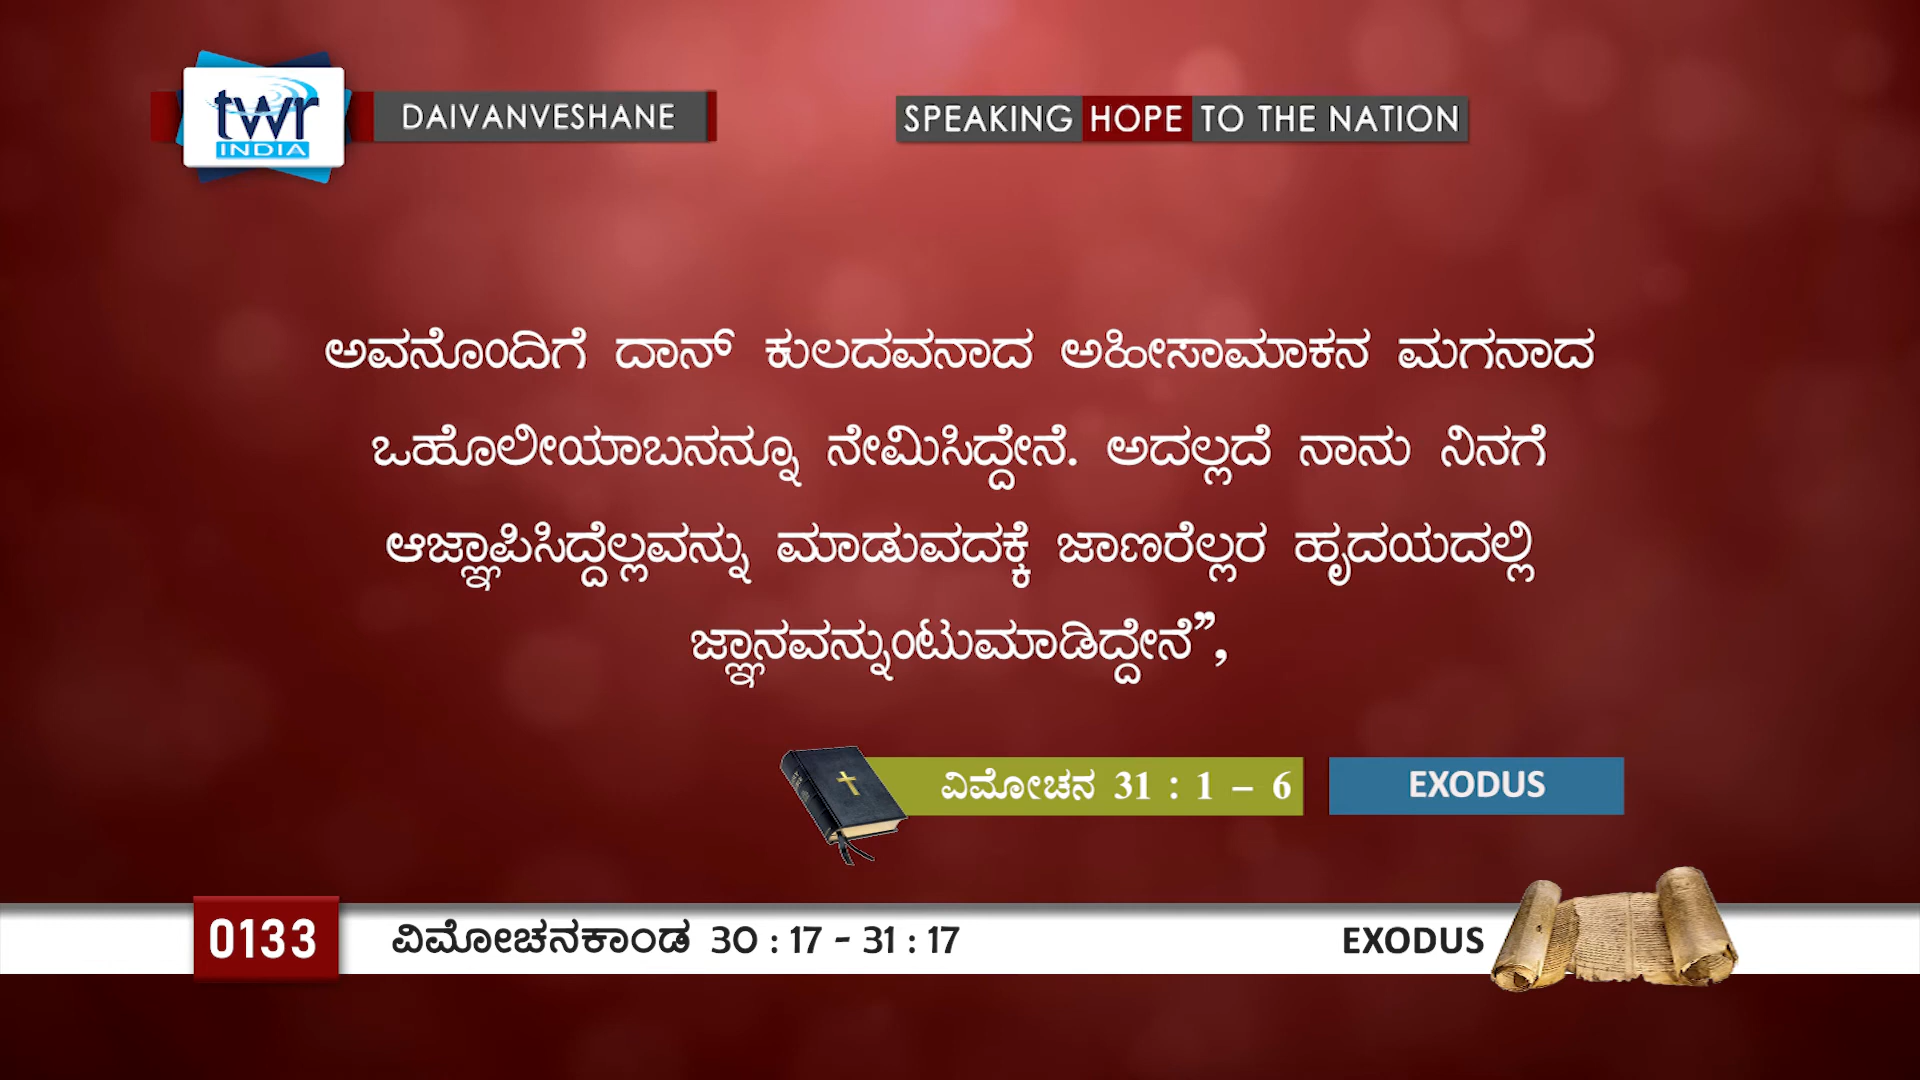 twr
INDIA
DAIVANVESHANE
SPEAKING HOPE TO THE NATION
ಅವನೊಂದಿಗೆ ದಾನ್ ಕುಲದವನಾದ ಅಹೀಸಾಮಾಕನ ಮಗನಾದ
ಒಹೊಲೀಯಾಬನನ್ನೂ ನೇಮಿಸಿದ್ದೇನೆ. ಅದಲ್ಲದೆ ನಾನು ನಿನಗೆ
ಆಜ್ಞಾಪಿಸಿದ್ದೆಲ್ಲವನ್ನು ಮಾಡುವದಕ್ಕೆ ಜಾಣರೆಲ್ಲರ ಹೃದಯದಲ್ಲಿ
ಜ್ಞಾನವನ್ನುಂಟುಮಾಡಿದ್ದೇನೆ”,
ವಿಮೋಚನ 31 : 1 – 6
EXODUS
0133
ವಿಮೋಚನಕಾಂಡ 30 : 17 - 31 : 17
EXODUS